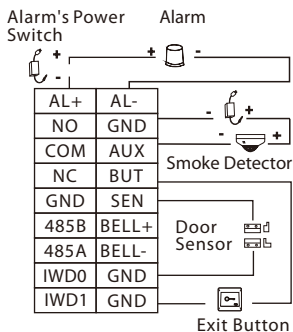 Alarm's Power Alarm
Switch
+ + -
-
AL+ AL-
- +
NO GND
- +
COM AUX
Smoke Detector
NC BUT
GND SEN
485B BELL+ Door
485A BELL- Sensor
IWD0 GND
IWD1 GND
Exit Button